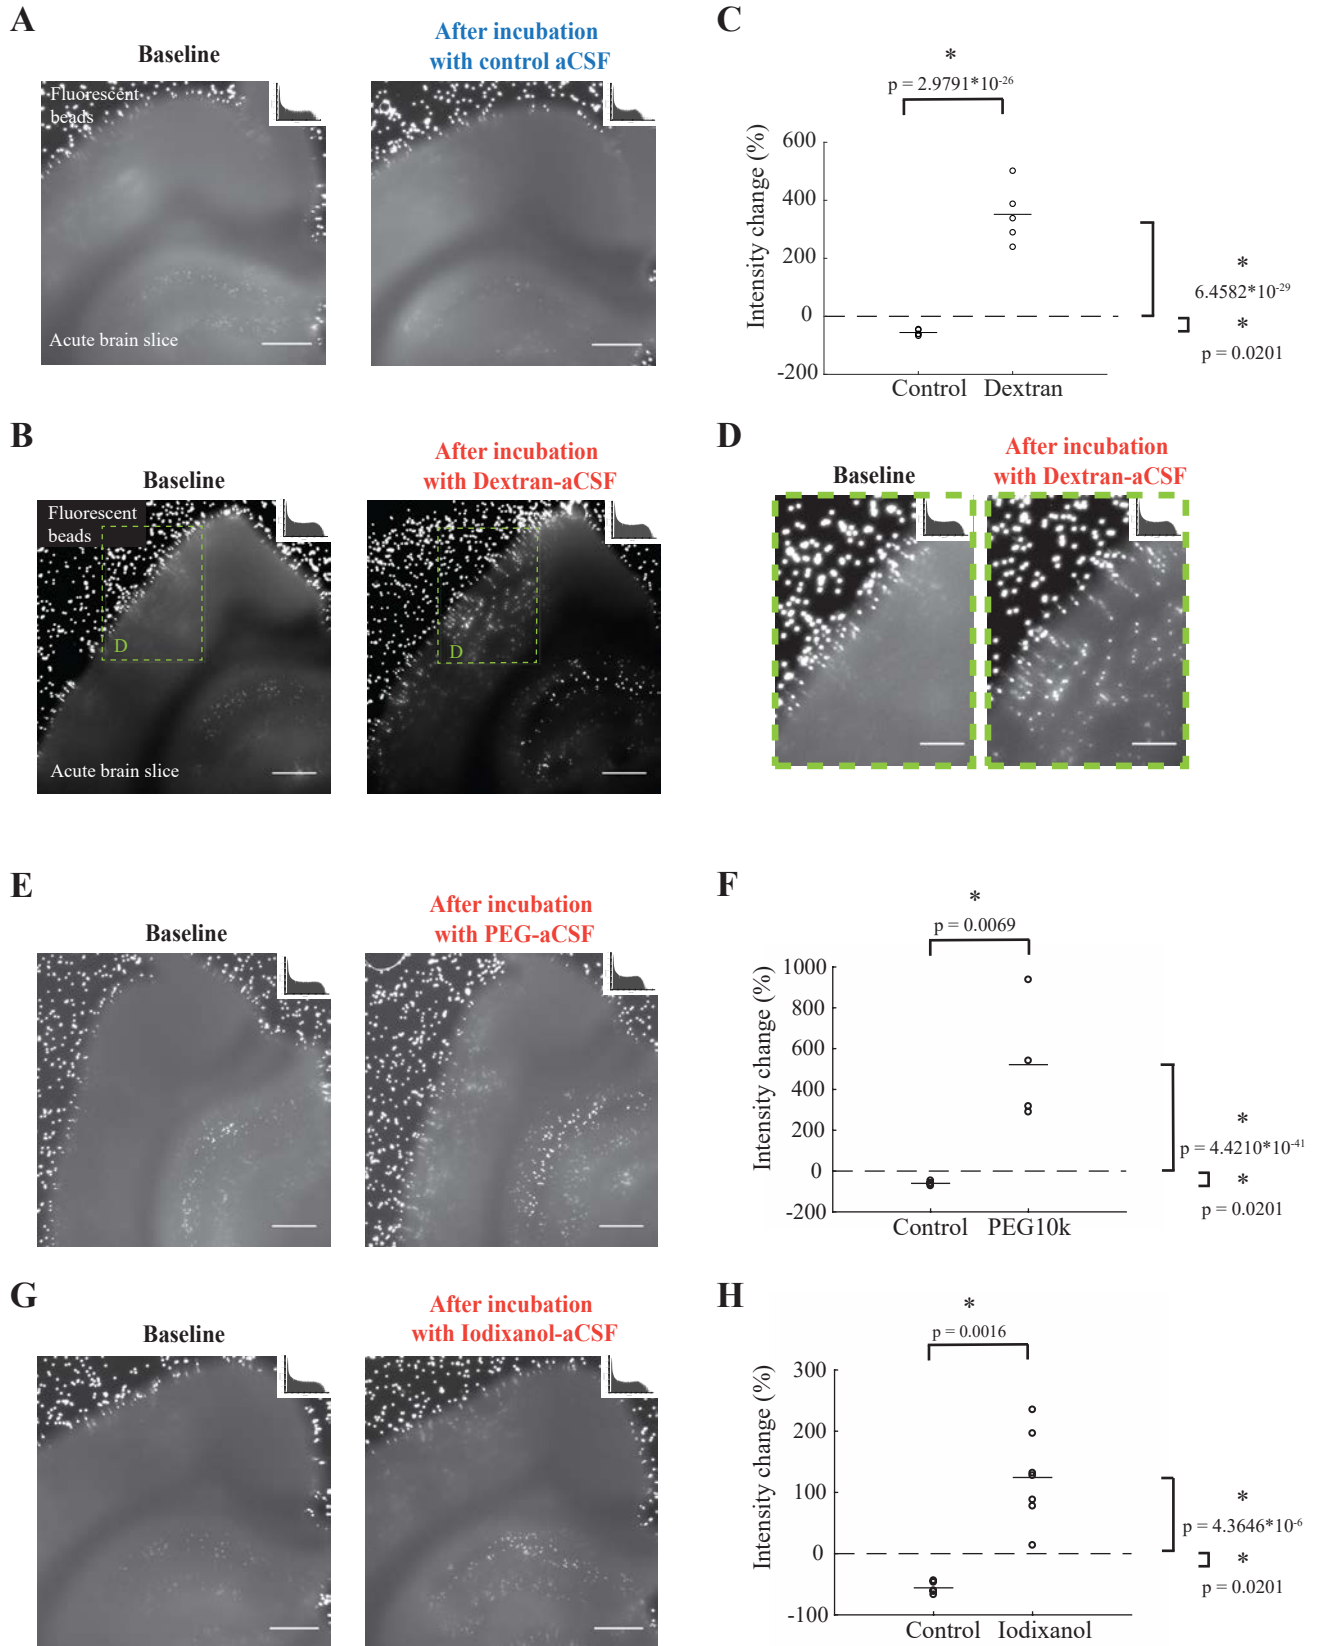 A
Baseline
After incubation
with control aCSF
Fluorescent
beads
Acute brain slice
C
*
p = 2.9791*10-26
Intensity change (%)
600
400
200
0
-200
Control Dextran
*
6.4582*10-29
*
p = 0.0201
B
Baseline
After incubation
with Dextran-aCSF
Fluorescent
beads
D
Acute brain slice
D
D
Baseline
After incubation
with Dextran-aCSF
E
Baseline
After incubation
with PEG-aCSF
F
*
p = 0.0069
Intensity change (%)
1000
800
600
400
200
0
-200
Control PEG10k
*
p = 4.4210*10-41
*
p = 0.0201
G
Baseline
After incubation
with Iodixanol-aCSF
H
*
p = 0.0016
Intensity change (%)
300
200
100
0
-100
Control Iodixanol
*
p = 4.3646*10-6
*
p = 0.0201